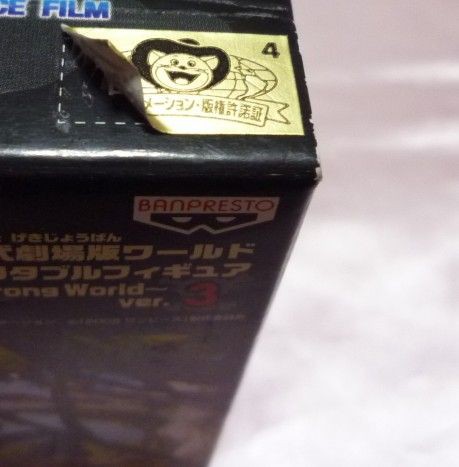 CE FILM
4
メーション・版権許諾証
BANPRESTO
げきじょうばん
式劇場版ワールド
タブルフィギュア
rong World~
ver. 3